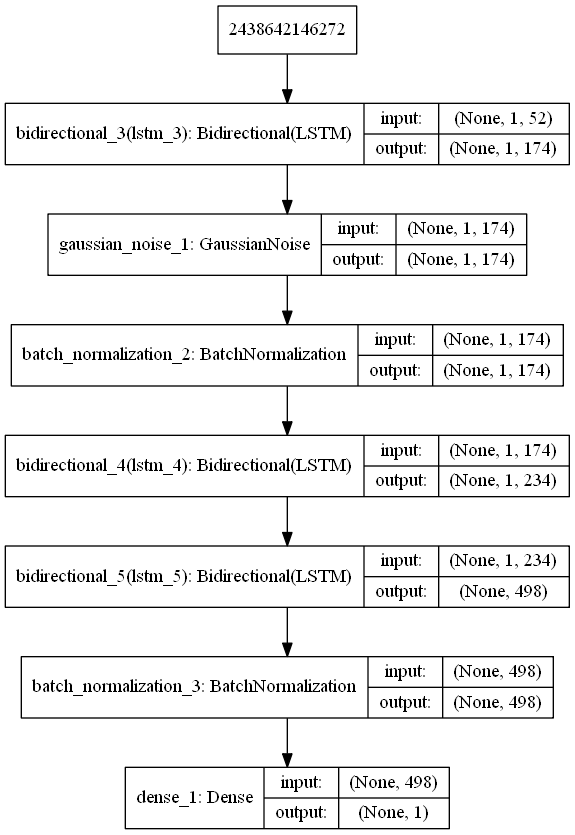 2438642146272
bidirectional_3(lstm_3): Bidirectional(LSTM)
input: (None, 1, 52)
output: (None, 1, 174)
gaussian_noise_1: GaussianNoise
input: (None, 1, 174)
output: (None, 1, 174)
batch_normalization_2: BatchNormalization
input: (None, 1, 174)
output: (None, 1, 174)
bidirectional_4(lstm_4): Bidirectional(LSTM)
input: (None, 1, 174)
output: (None, 1, 234)
bidirectional_5(lstm_5): Bidirectional(LSTM)
input: (None, 1, 234)
output: (None, 498)
batch_normalization_3: BatchNormalization
input: (None, 498)
output: (None, 498)
dense_1: Dense
input: (None, 498)
output: (None, 1)